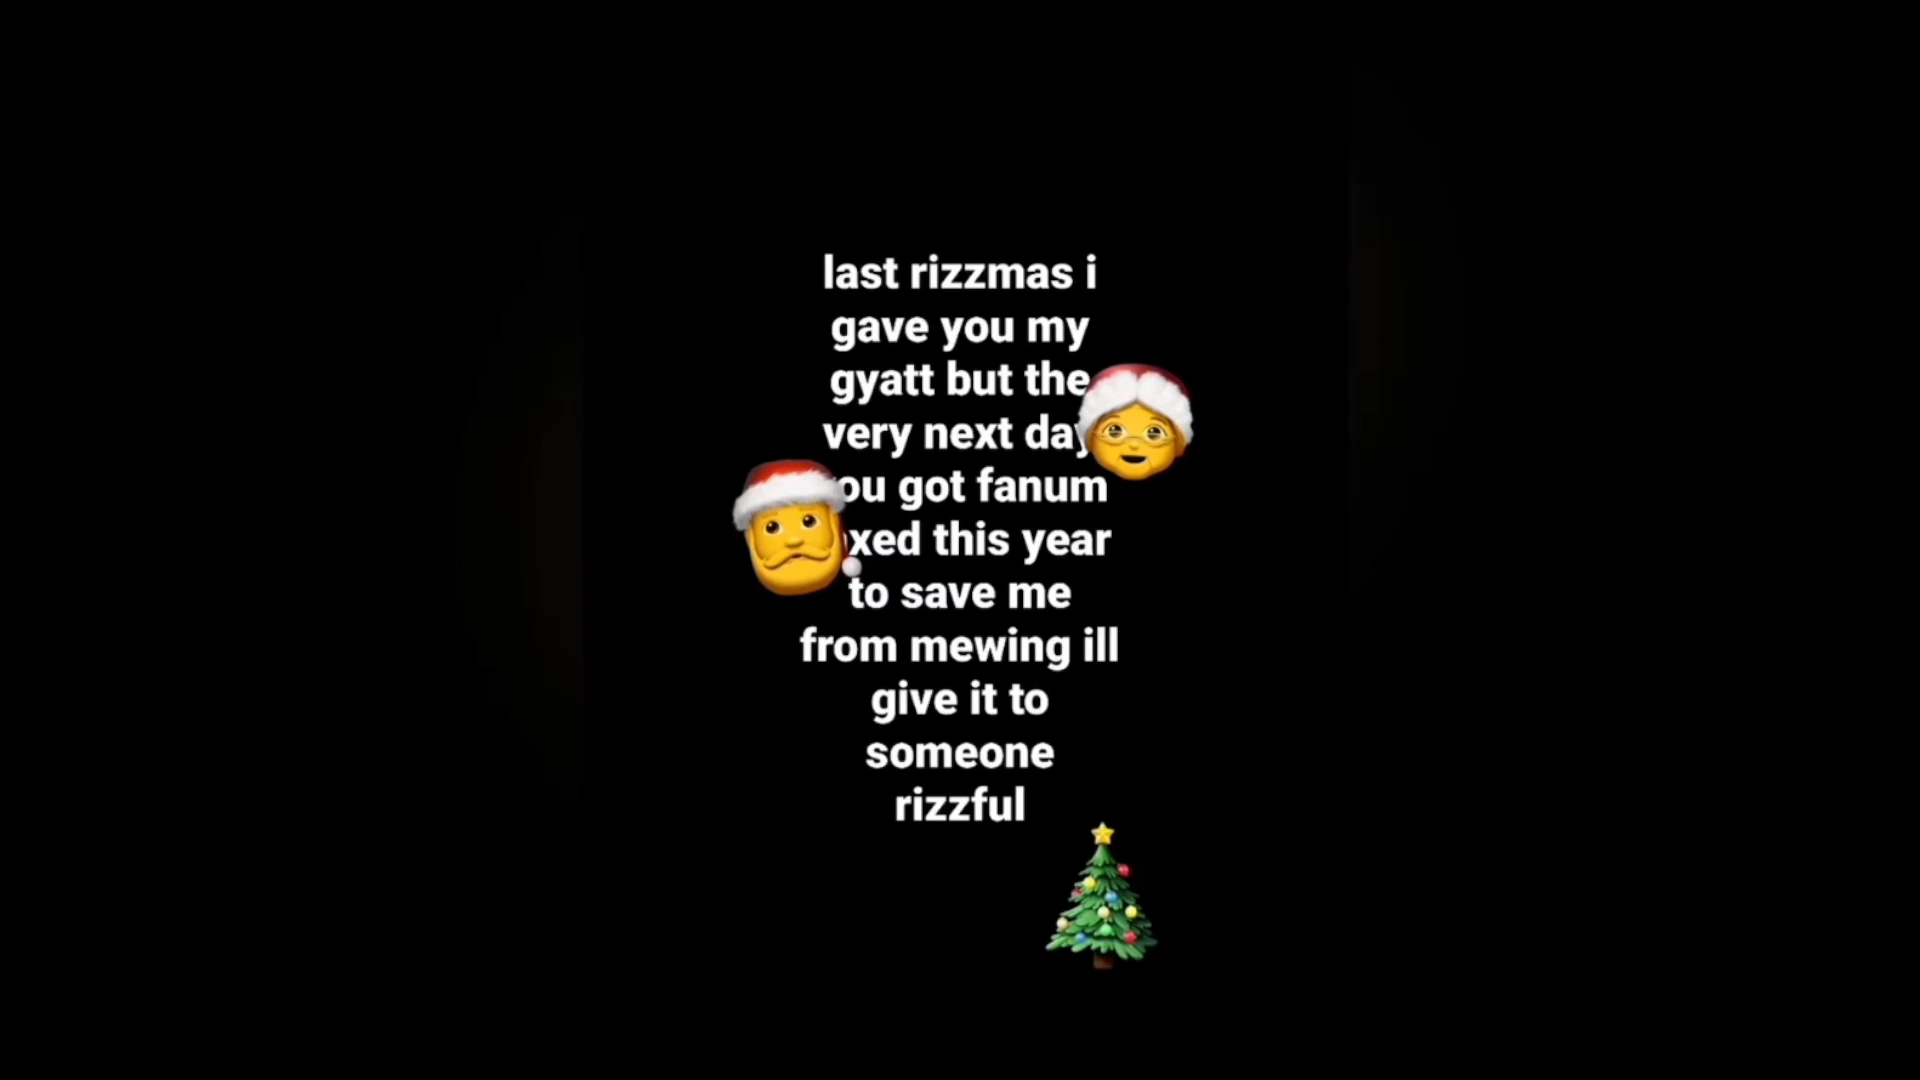 last rizzmas i
gave you my
gyatt but the
very next day
ou got fanum
xed this year
to save me
from mewing ill
give it to
someone
rizzful